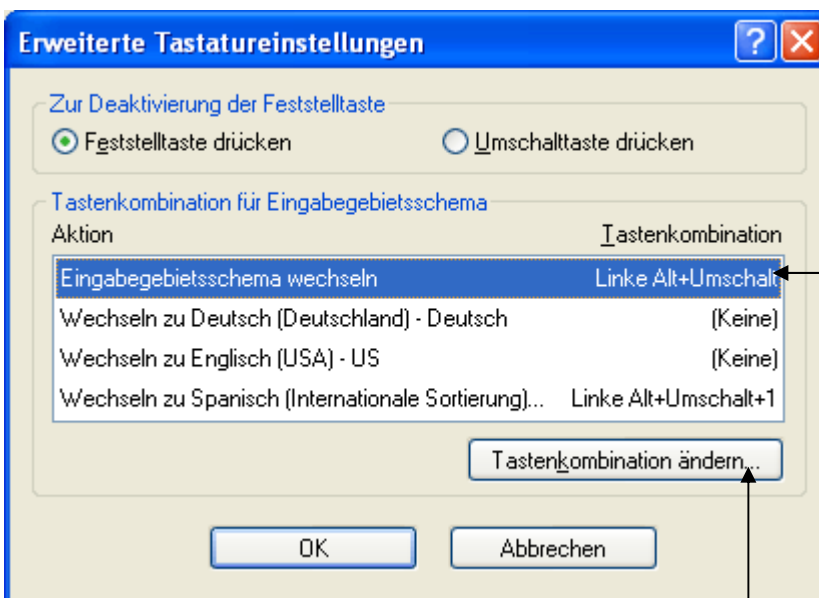 Erweiterte Tastatureinstellungen
Zur Deaktivierung der Feststelltaste
Feststelltaste drücken Umschalttaste drücken
Tastenkombination für Eingabegebietsschema
Aktion Tastenkombination
Eingabegebietsschema wechseln Linke Alt+Umschalt
Wechseln zu Deutsch (Deutschland) - Deutsch (Keine)
Wechseln zu Englisch (USA) - US (Keine)
Wechseln zu Spanisch (Internationale Sortierung)... Linke Alt+Umschalt+1
Tastenkombination ändern...
OK Abbrechen